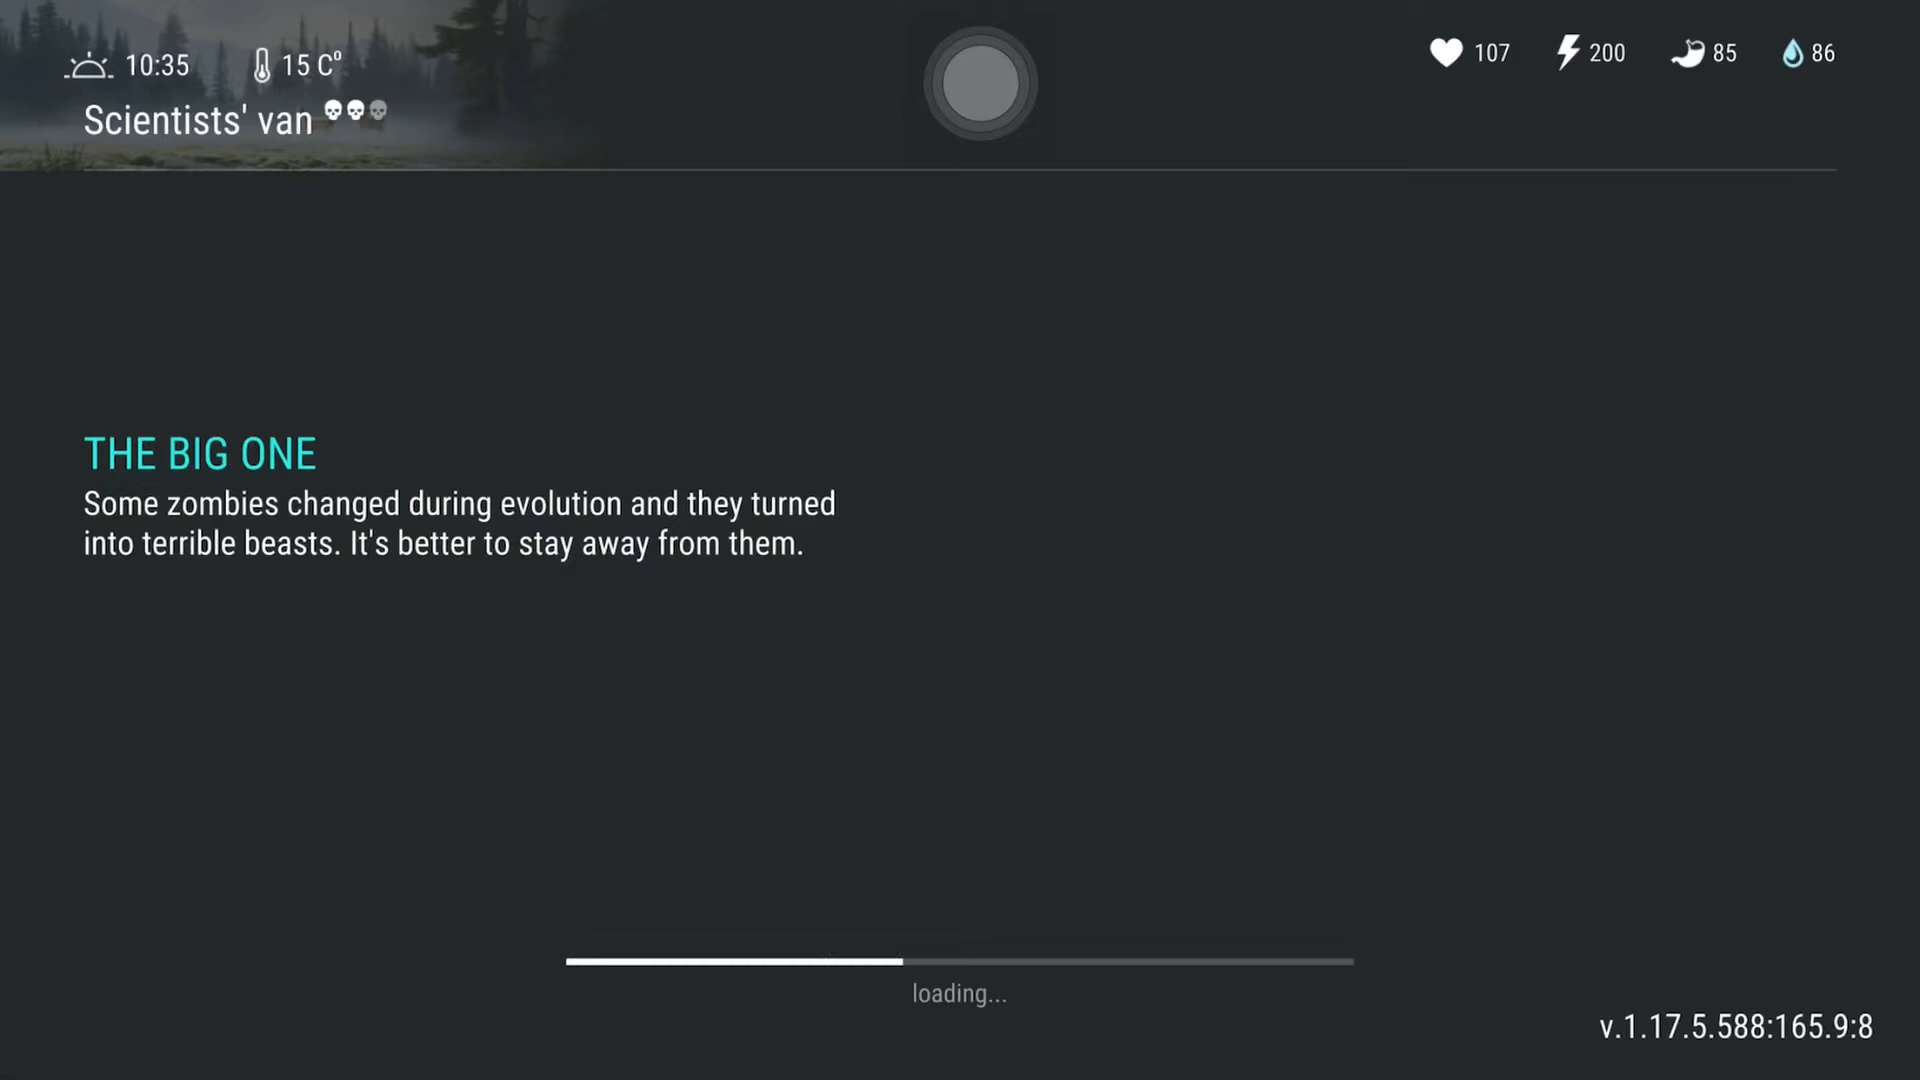 10:35 15 Cº
107 200 85 86
Scientists' van
THE BIG ONE
Some zombies changed during evolution and they turned
into terrible beasts. It's better to stay away from them.
loading...
v.1.17.5.588:165.9:8